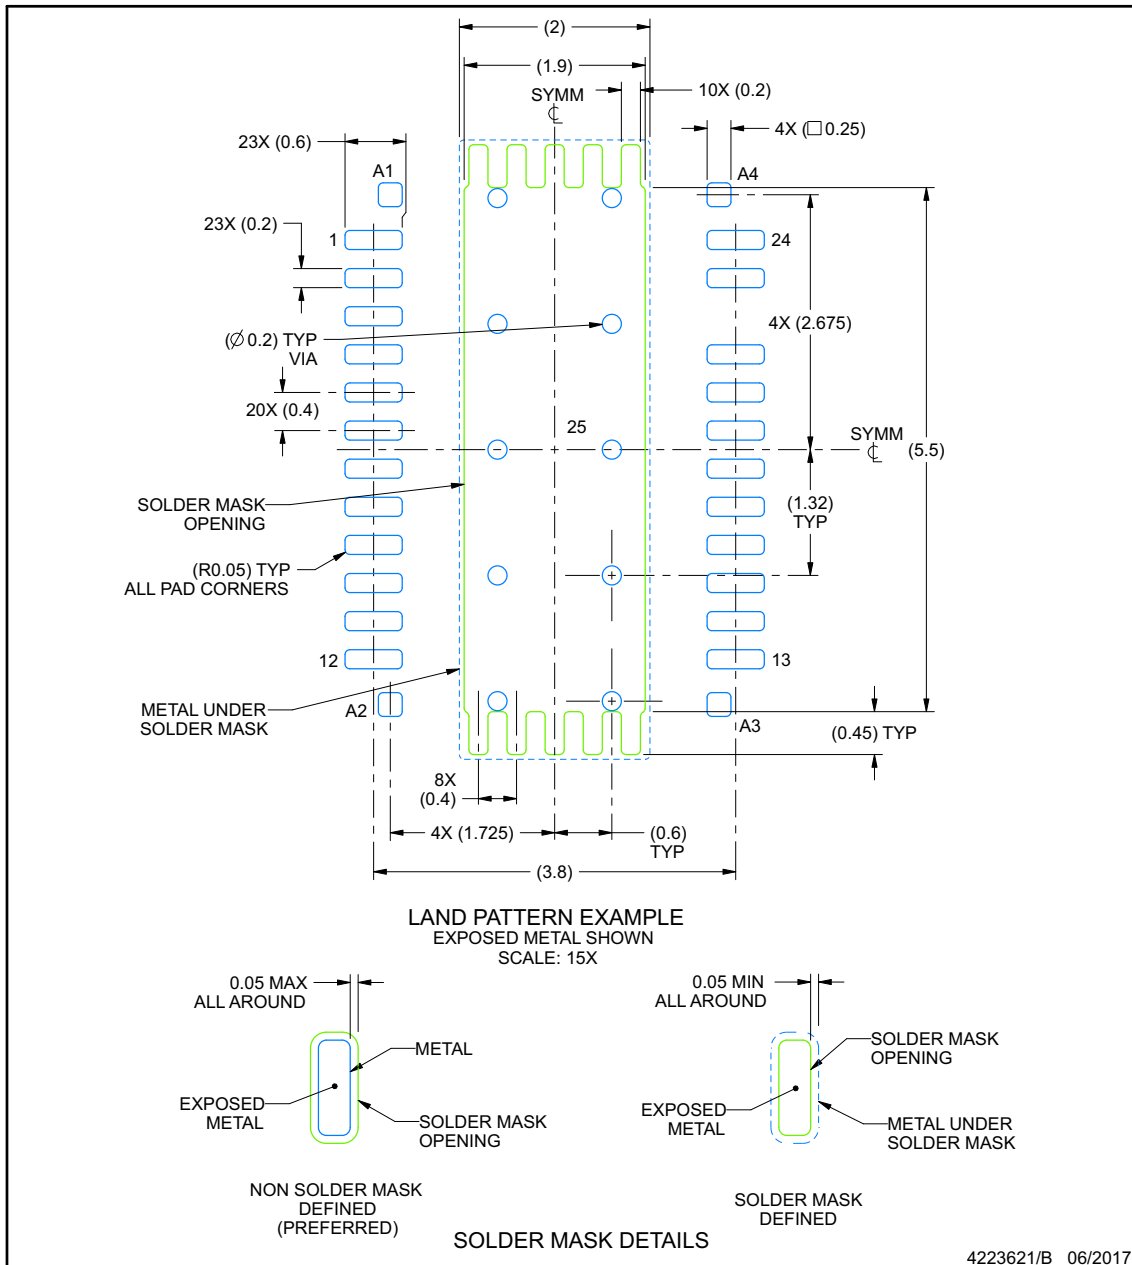 (2)
(1.9)
SYMM
10X (0.2)
℄
4X (□ 0.25)
23X (0.6)
A1
A4
23X (0.2)
1
24
4X (2.675)
(Ø 0.2) TYP
VIA
20X (0.4)
25
SYMM
℄
(5.5)
SOLDER MASK
OPENING
(1.32)
TYP
(R0.05) TYP
ALL PAD CORNERS
12
13
METAL UNDER
SOLDER MASK
A2
A3
(0.45) TYP
8X
(0.4)
4X (1.725)
(0.6)
TYP
(3.8)
LAND PATTERN EXAMPLE
EXPOSED METAL SHOWN
SCALE: 15X
0.05 MAX
ALL AROUND
METAL
EXPOSED
METAL
SOLDER MASK
OPENING
NON SOLDER MASK
DEFINED
(PREFERRED)
0.05 MIN
ALL AROUND
SOLDER MASK
OPENING
EXPOSED
METAL
METAL UNDER
SOLDER MASK
SOLDER MASK
DEFINED
SOLDER MASK DETAILS
4223621/B 06/2017